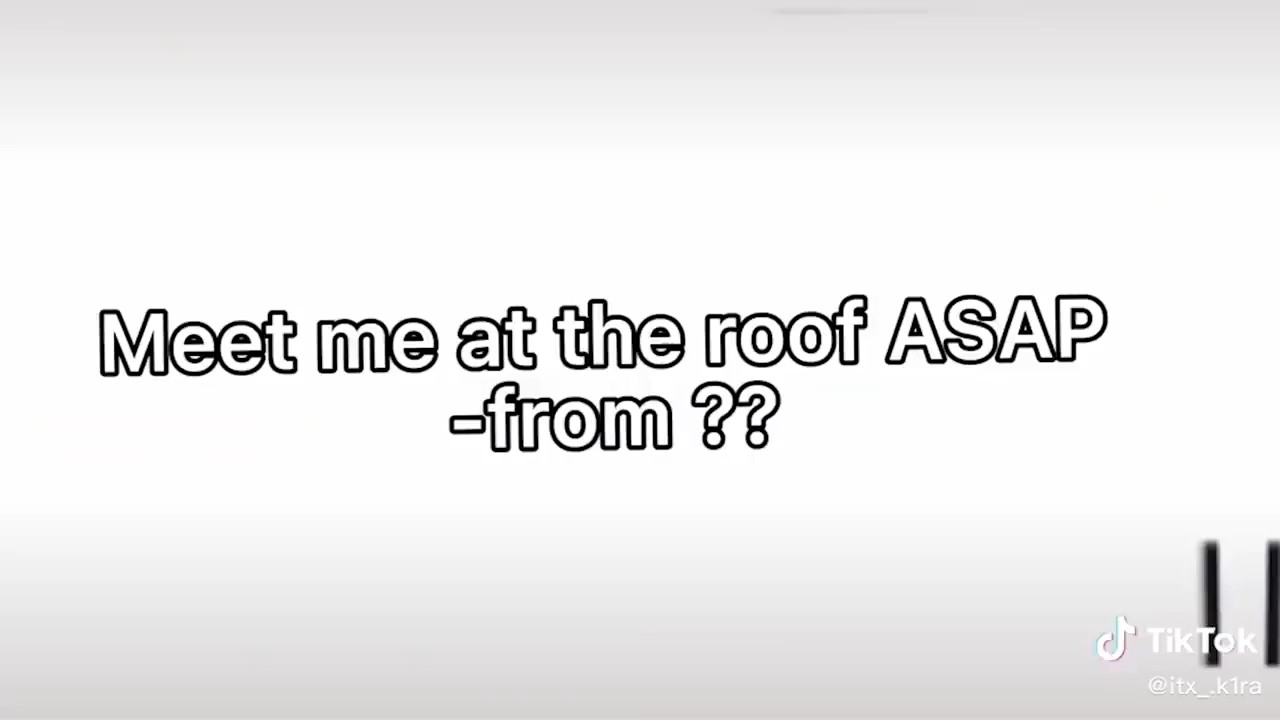 Meet me at the roof ASAP
-from ??
TikTok
@itx_.k1ra